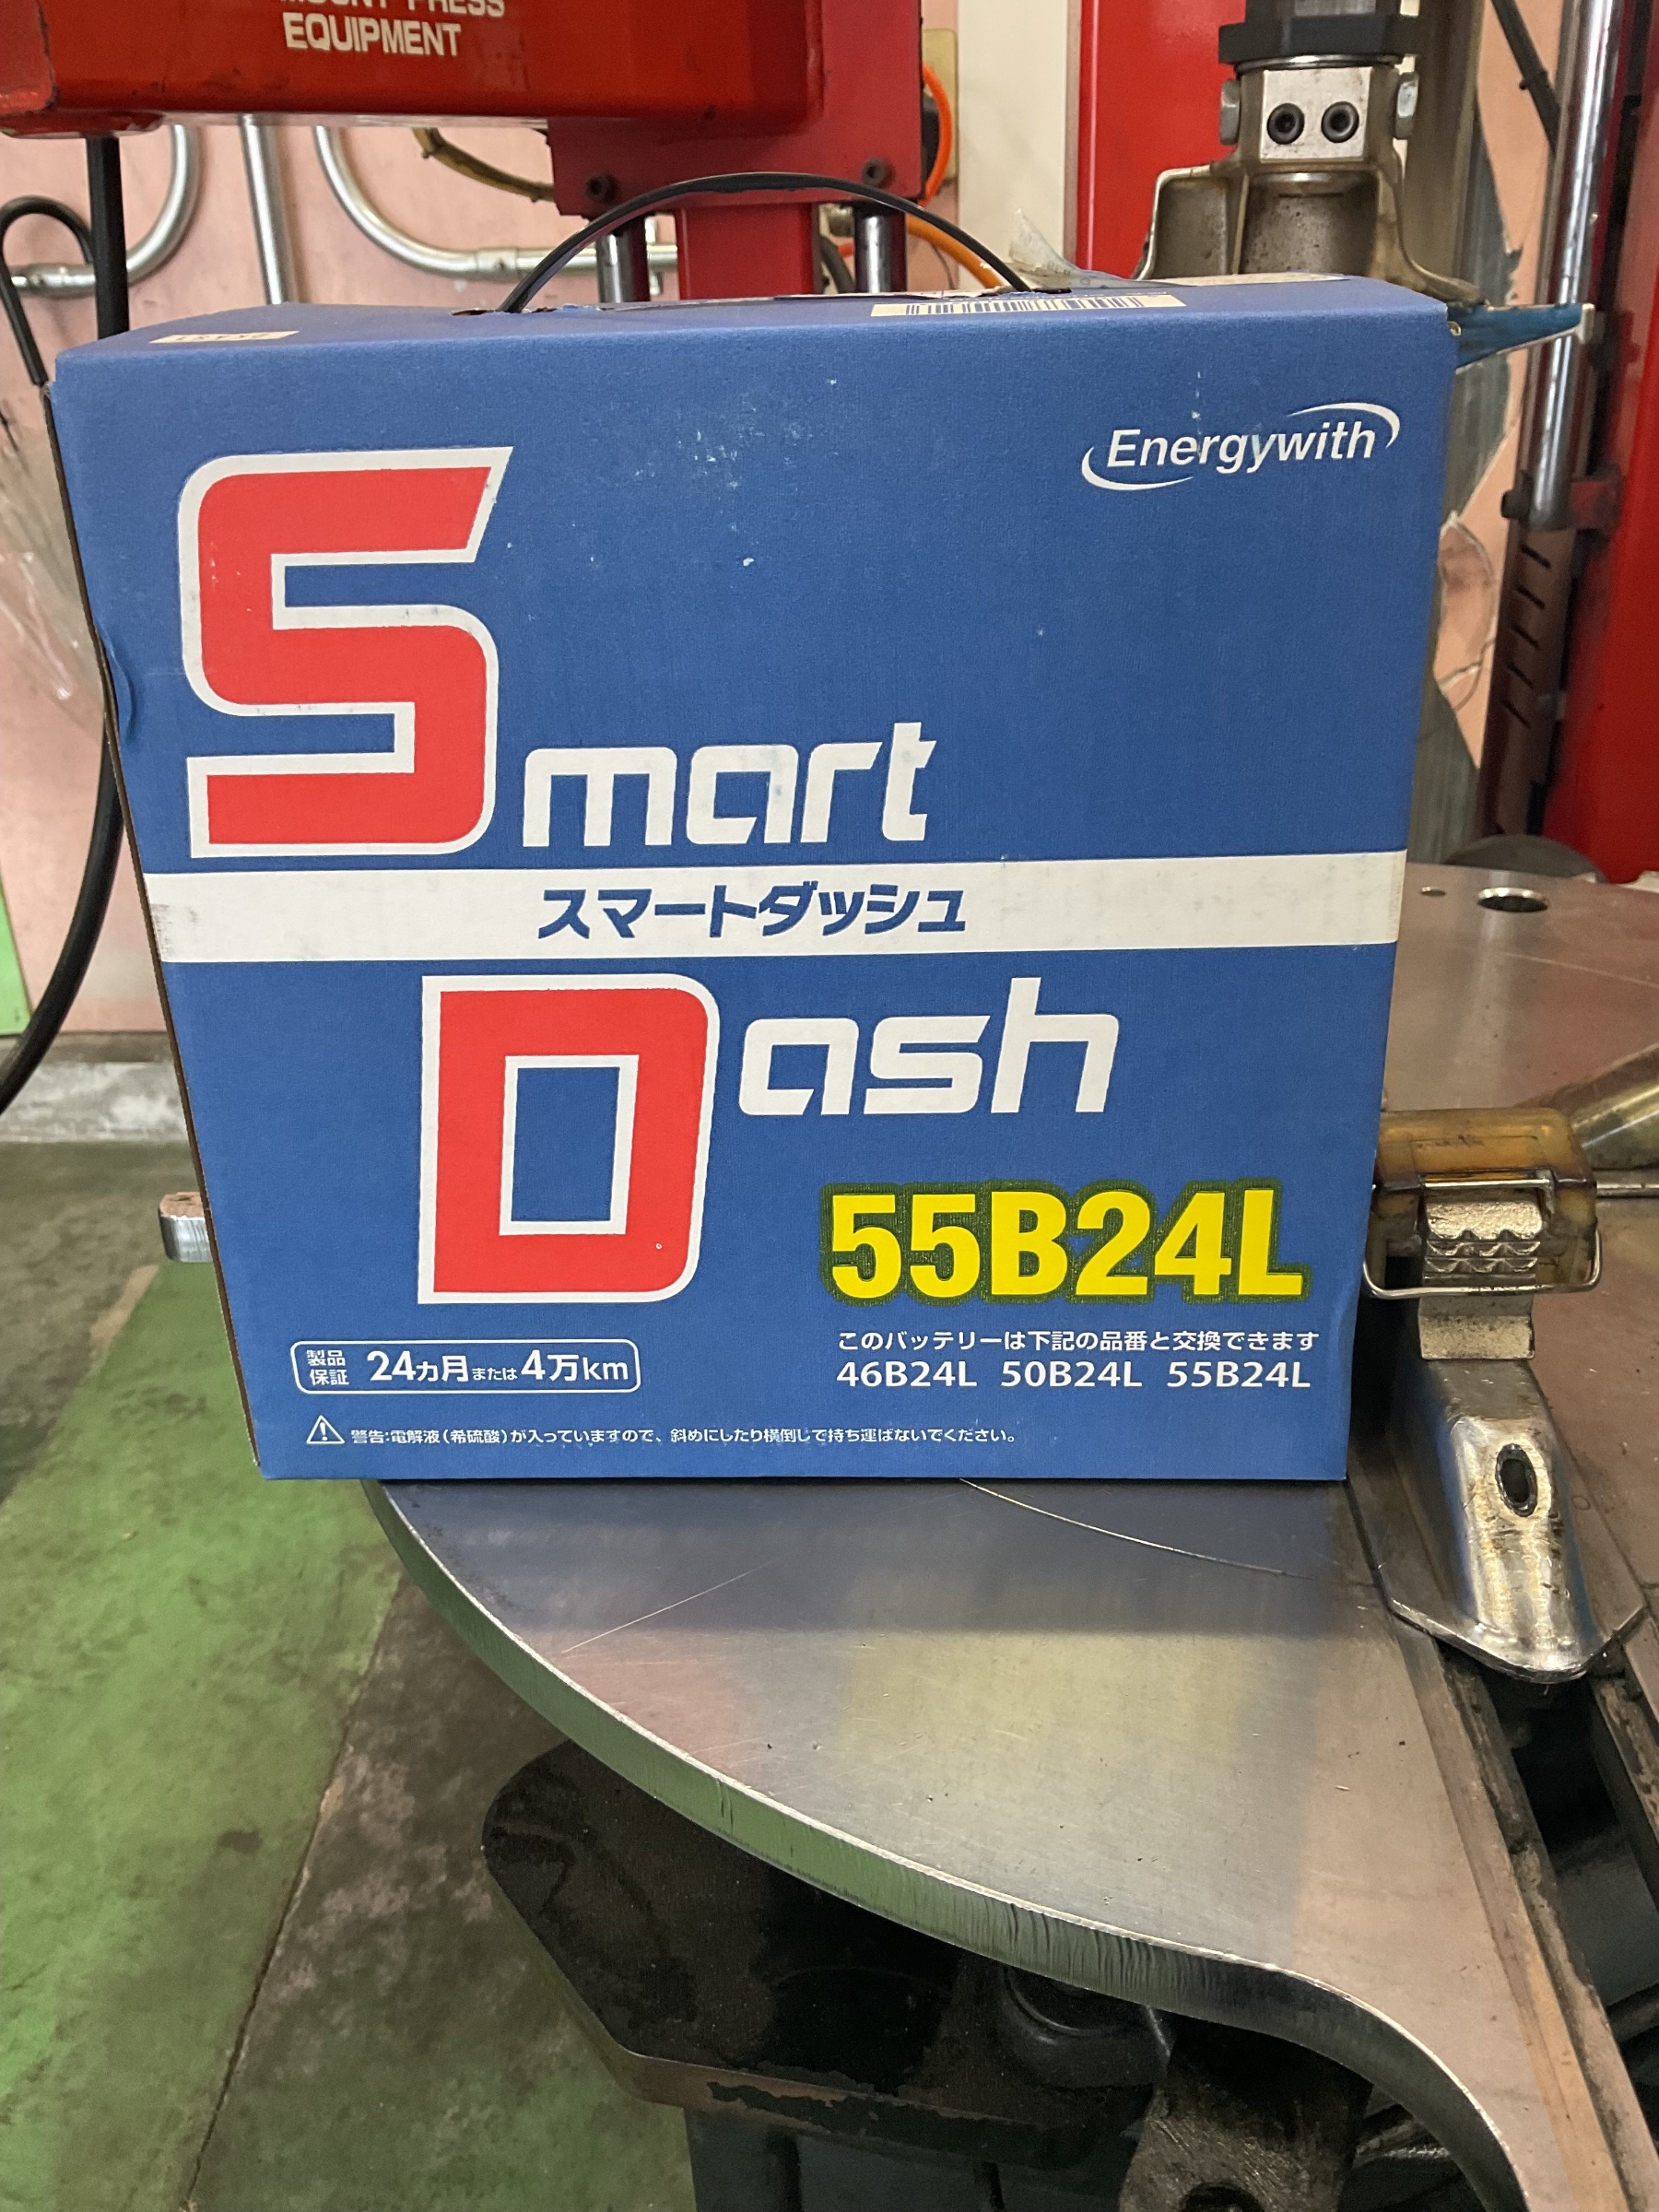 EQUIPMENT
Energywith
Smart
スマートダッシュ
Dash
55B24L
このバッテリーは下記の品番と交換できます
46B24L 50B24L 55B24L
製品保証 24カ月または4万km
警告:電解液(希硫酸)が入っていますので、斜めにしたり横倒しで持ち運ばないでください。